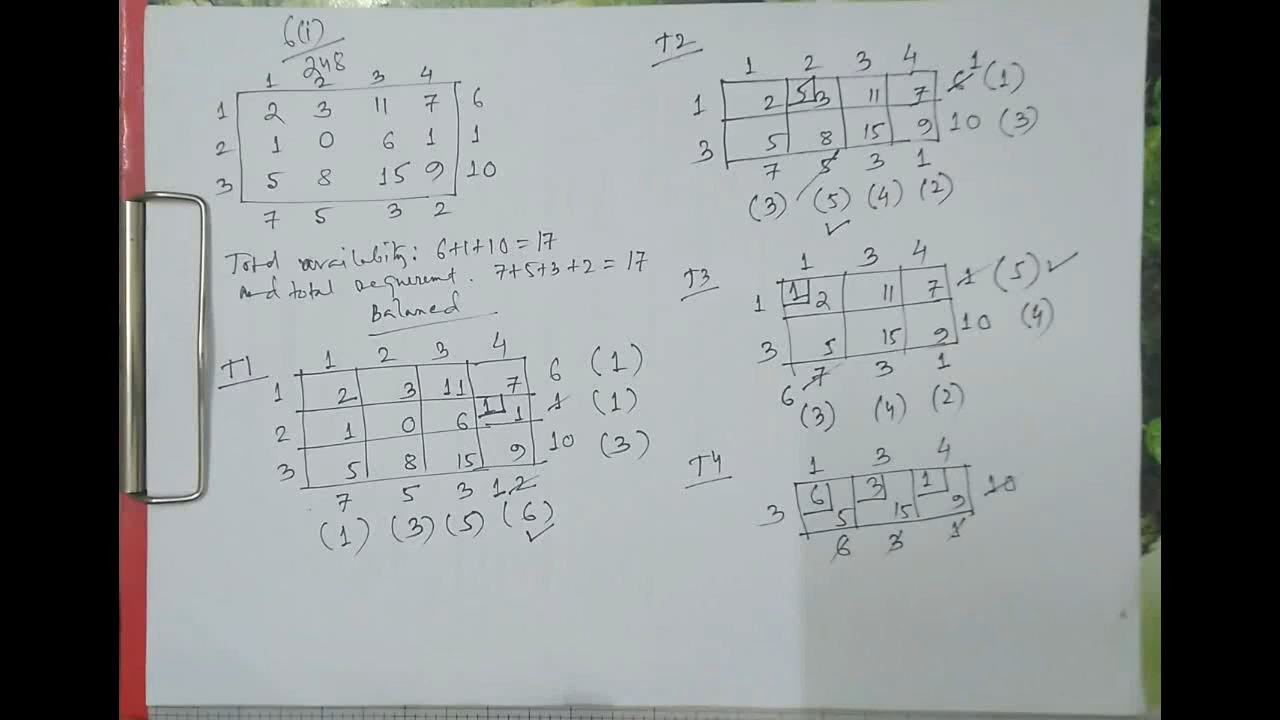 6(i)
248
1 2 3 4
1 2 3 11 7 6
2 1 0 6 1 1
3 5 8 15 9 10
7 5 3 2
Total availability: 6+1+10=17
and total requirement. 7+5+3+2=17
Balanced
T1
1 2 3 4
1 2 3 11 7 6 (1)
2 1 0 6 1 1 1 (1)
3 5 8 15 9 10 (3)
7 5 3 1 2
(1) (3) (5) (6) ✓
T2
1 2 3 4
1 2 5 3 11 7 6 1 (1)
3 5 8 15 9 10 (3)
7 5 3 1
(3) (5) (4) (2)
✓
T3
1 3 4
1 1 2 11 7 1 (5) ✓
3 5 15 9 10 (4)
6 7 3 1
(3) (4) (2)
T4
1 3 4
3 6 5 3 15 1 9 10
6 3 1